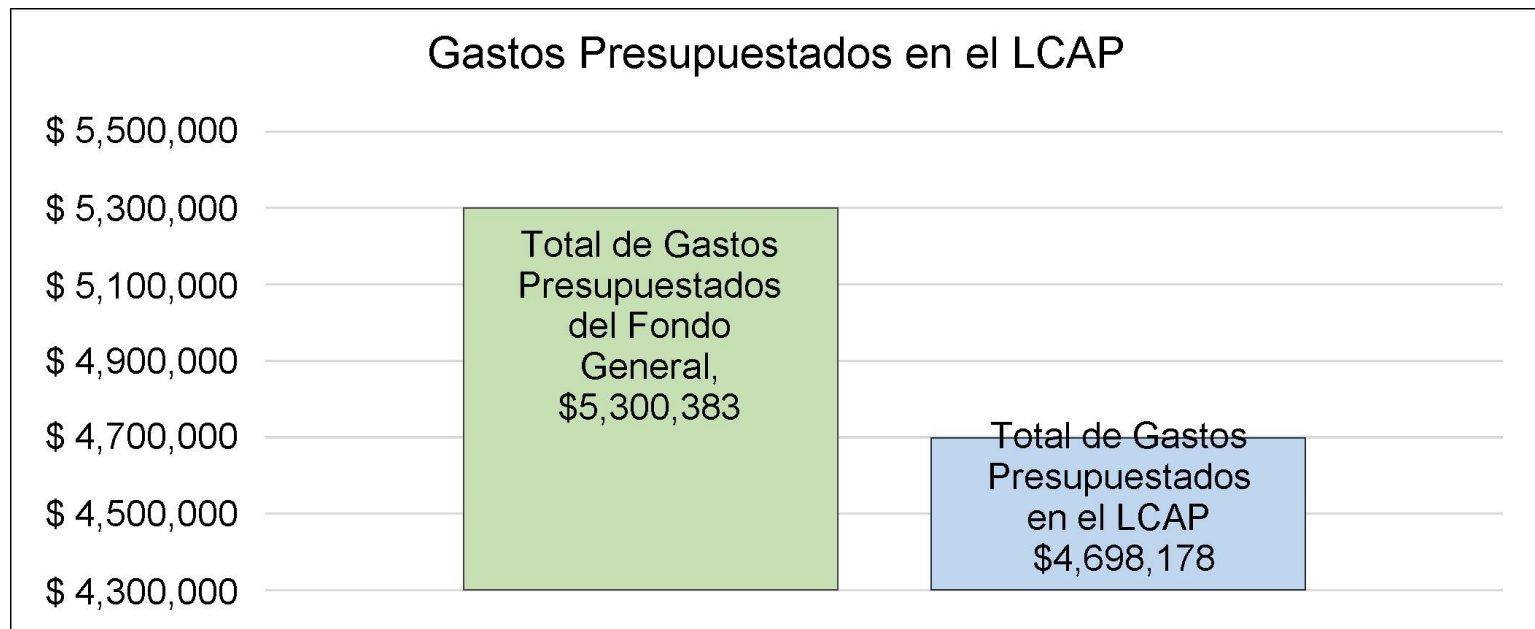 Gastos Presupuestados en el LCAP
$ 5,500,000
$ 5,300,000
$ 5,100,000
$ 4,900,000
$ 4,700,000
$ 4,500,000
$ 4,300,000
Total de Gastos
Presupuestados
del Fondo
General,
$5,300,383
Total de Gastos
Presupuestados
en el LCAP
$4,698,178